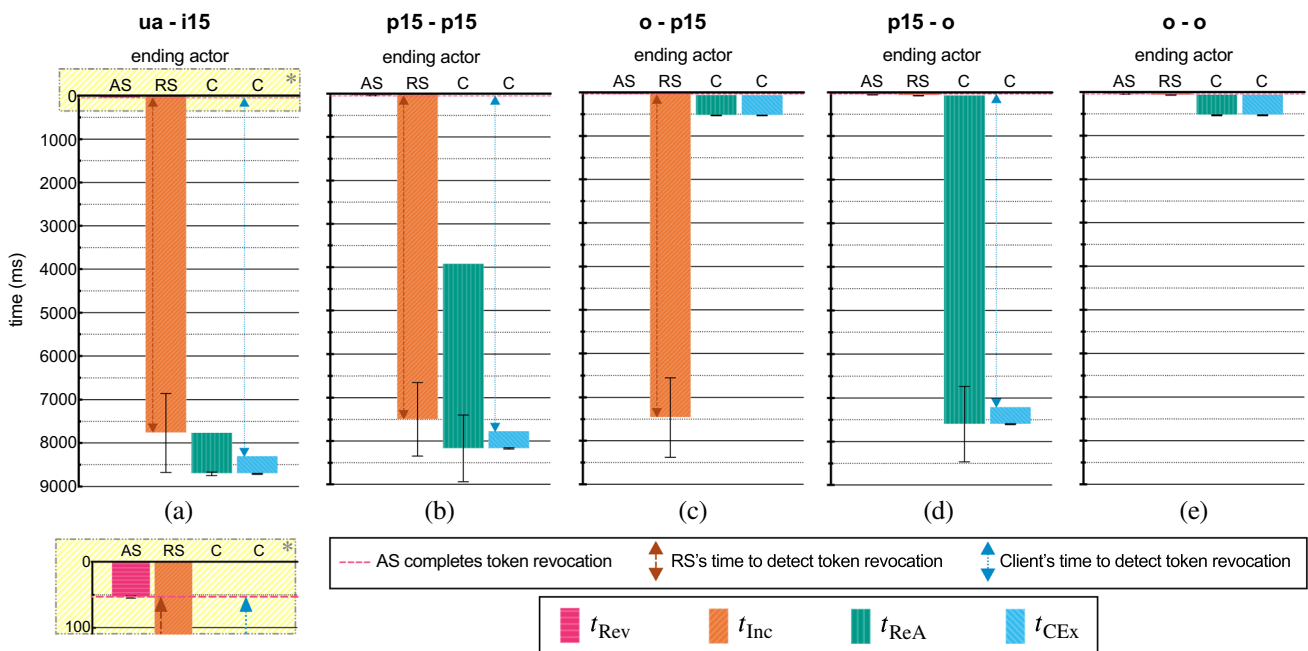 ua - i15 p15 - p15 o - p15 p15 - o o - o
ending actor ending actor ending actor ending actor ending actor
AS RS C C * AS RS C C AS RS C C AS RS C C AS RS C C
time (ms)
0
1000
2000
3000
4000
5000
6000
7000
8000
9000
(a) (b) (c) (d) (e)
AS RS C C *
0
100
AS completes token revocation RS's time to detect token revocation Client's time to detect token revocation
tRev tInc tReA tCEx